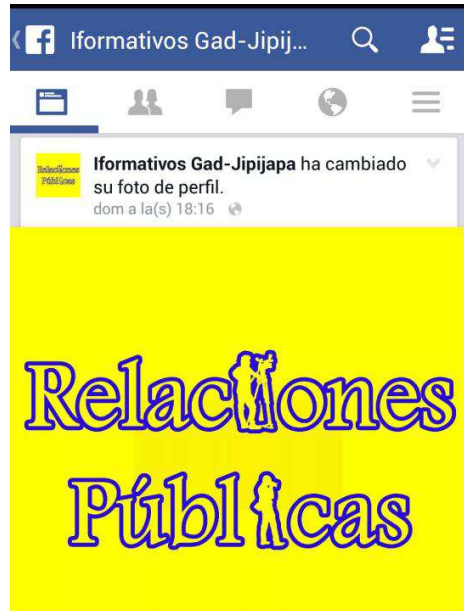 Iformativos Gad-Jipij...
Relaciones
Públicas
Iformativos Gad-Jipijapa ha cambiado
su foto de perfil.
dom a la(s) 18:16
Relaciones
Públicas